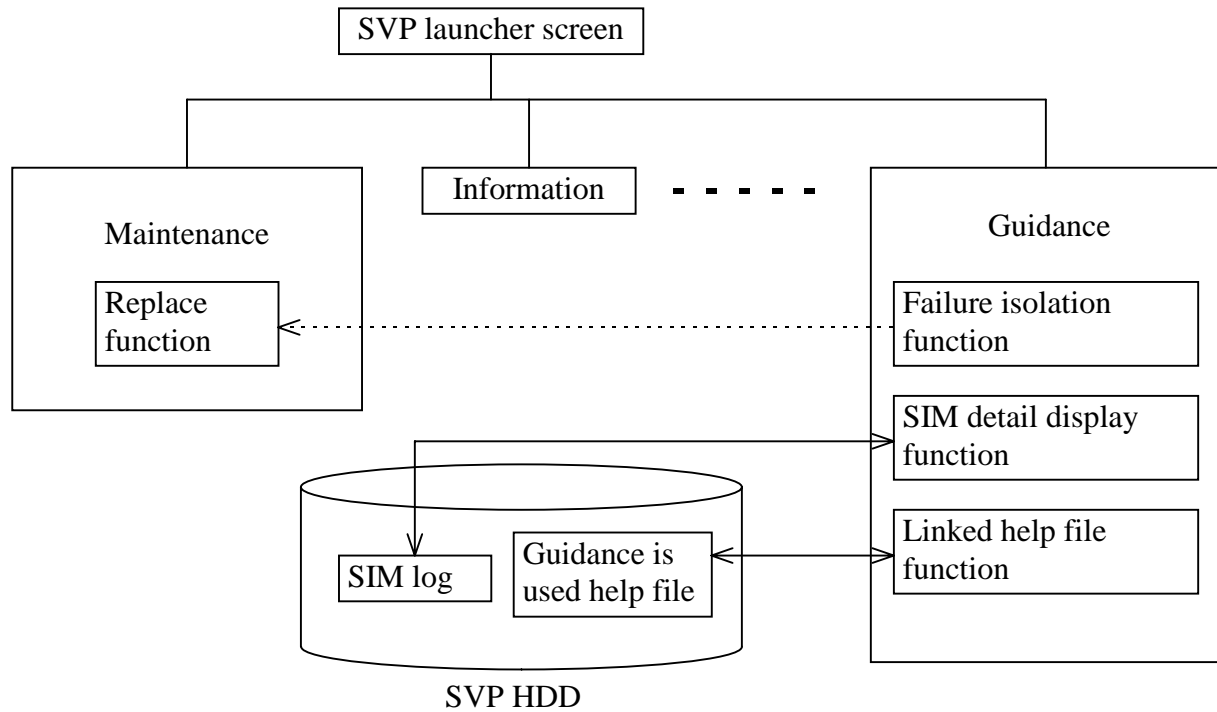 SVP launcher screen
Information
Maintenance
Guidance
Replace
function
Failure isolation
function
SIM detail display
function
Linked help file
function
SIM log
Guidance is
used help file
SVP HDD